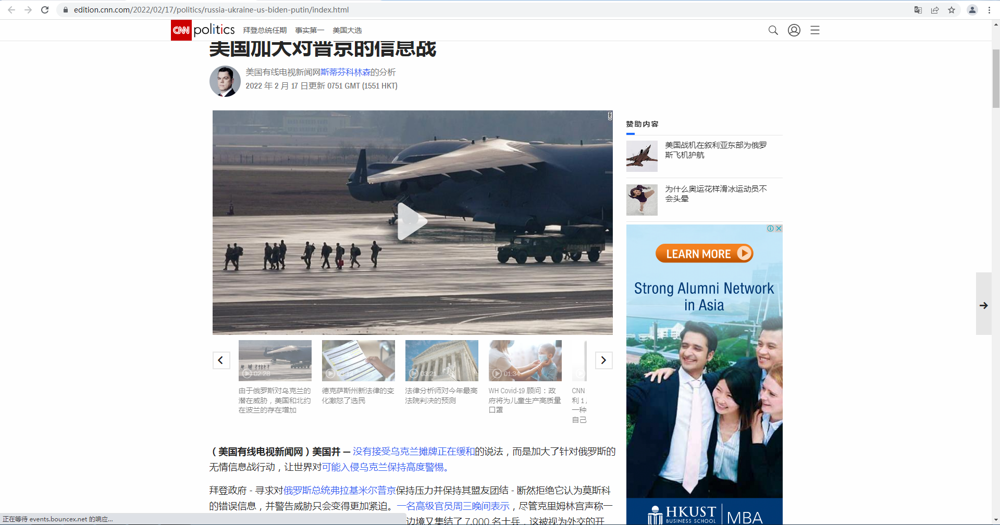 edition.cnn.com/2022/02/17/politics/russia-ukraine-us-biden-putin/index.html
CNN politics 拜登总统任期 事实第一 美国大选
美国加大对普京的信息战
美国有线电视新闻网斯蒂芬科林森的分析
2022 年 2 月 17 日更新 0751 GMT (1551 HKT)
CNN
赞助内容
美国战机在叙利亚东部为俄罗
斯飞机护航
为什么奥运花样滑冰运动员不
会头晕
LEARN MORE
Strong Alumni Network
in Asia
HKUST MBA
BUSINESS SCHOOL
02:28
由于俄罗斯对乌克兰的
潜在威胁，美国和北约
在波兰的存在增加
德克萨斯州新法律的变
化激怒了选民
03:21
法律分析师对今年最高
法院判决的预测
01:34
WH Covid-19 顾问：政
府将为儿童生产高质量
口罩
CNN
利 1
一种
自己
（美国有线电视新闻网）美国并 — 没有接受乌克兰摊牌正在缓和的说法，而是加大了针对俄罗斯的
无情信息战行动，让世界对可能入侵乌克兰保持高度警惕。
拜登政府 - 寻求对俄罗斯总统弗拉基米尔普京保持压力并保持其盟友团结 - 断然拒绝它认为莫斯科
的错误信息，并警告威胁只会变得更加紧迫。一名高级官员周三晚间表示，尽管克里姆林宫声称一
边境又集结了 7,000 名士兵，这被视为外交的开
正在等待 events.bouncex.net 的响应...